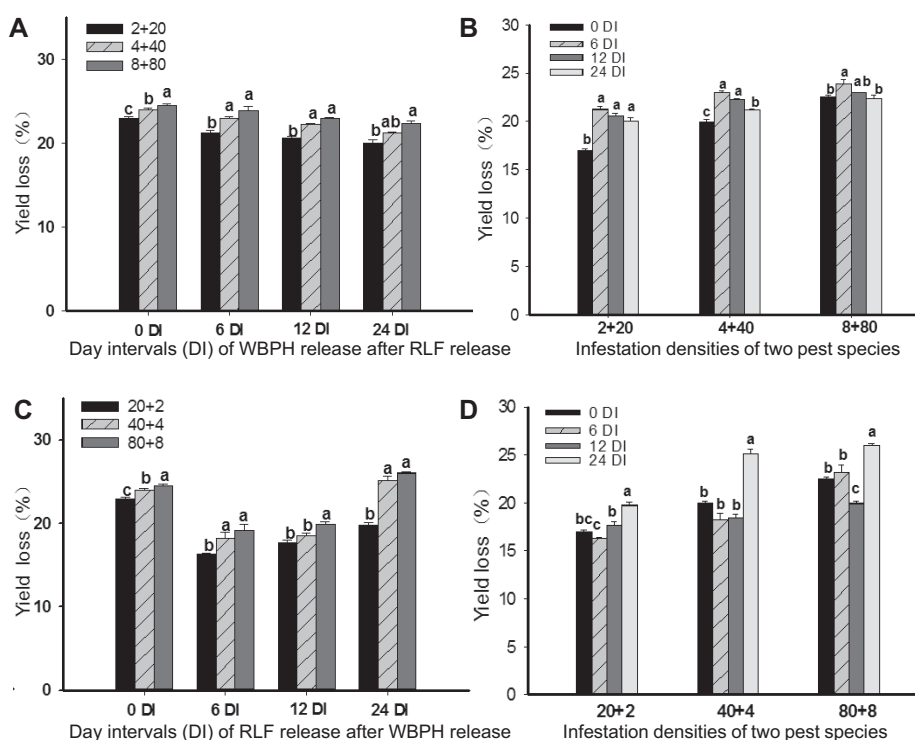 A
2+20
4+40
8+80
30
20
10
0
Yield loss（%）
c b a
b a a
b a a
b ab a
0 DI 6 DI 12 DI 24 DI
Day intervals (DI) of WBPH release after RLF release
B
0 DI
6 DI
12 DI
24 DI
30
25
20
15
10
5
0
Yield loss（%）
b a a a
c a a b
b a ab b
2+20 4+40 8+80
Infestation densities of two pest species
C
20+2
40+4
80+8
30
20
10
0
Yield loss（%）
c b a
b a a
b b a
b a a
0 DI 6 DI 12 DI 24 DI
Day intervals (DI) of RLF release after WBPH release
D
0 DI
6 DI
12 DI
24 DI
30
25
20
15
10
5
0
Yield loss（%）
bc c b a
b b b a
b b c a
20+2 40+4 80+8
Infestation densities of two pest species